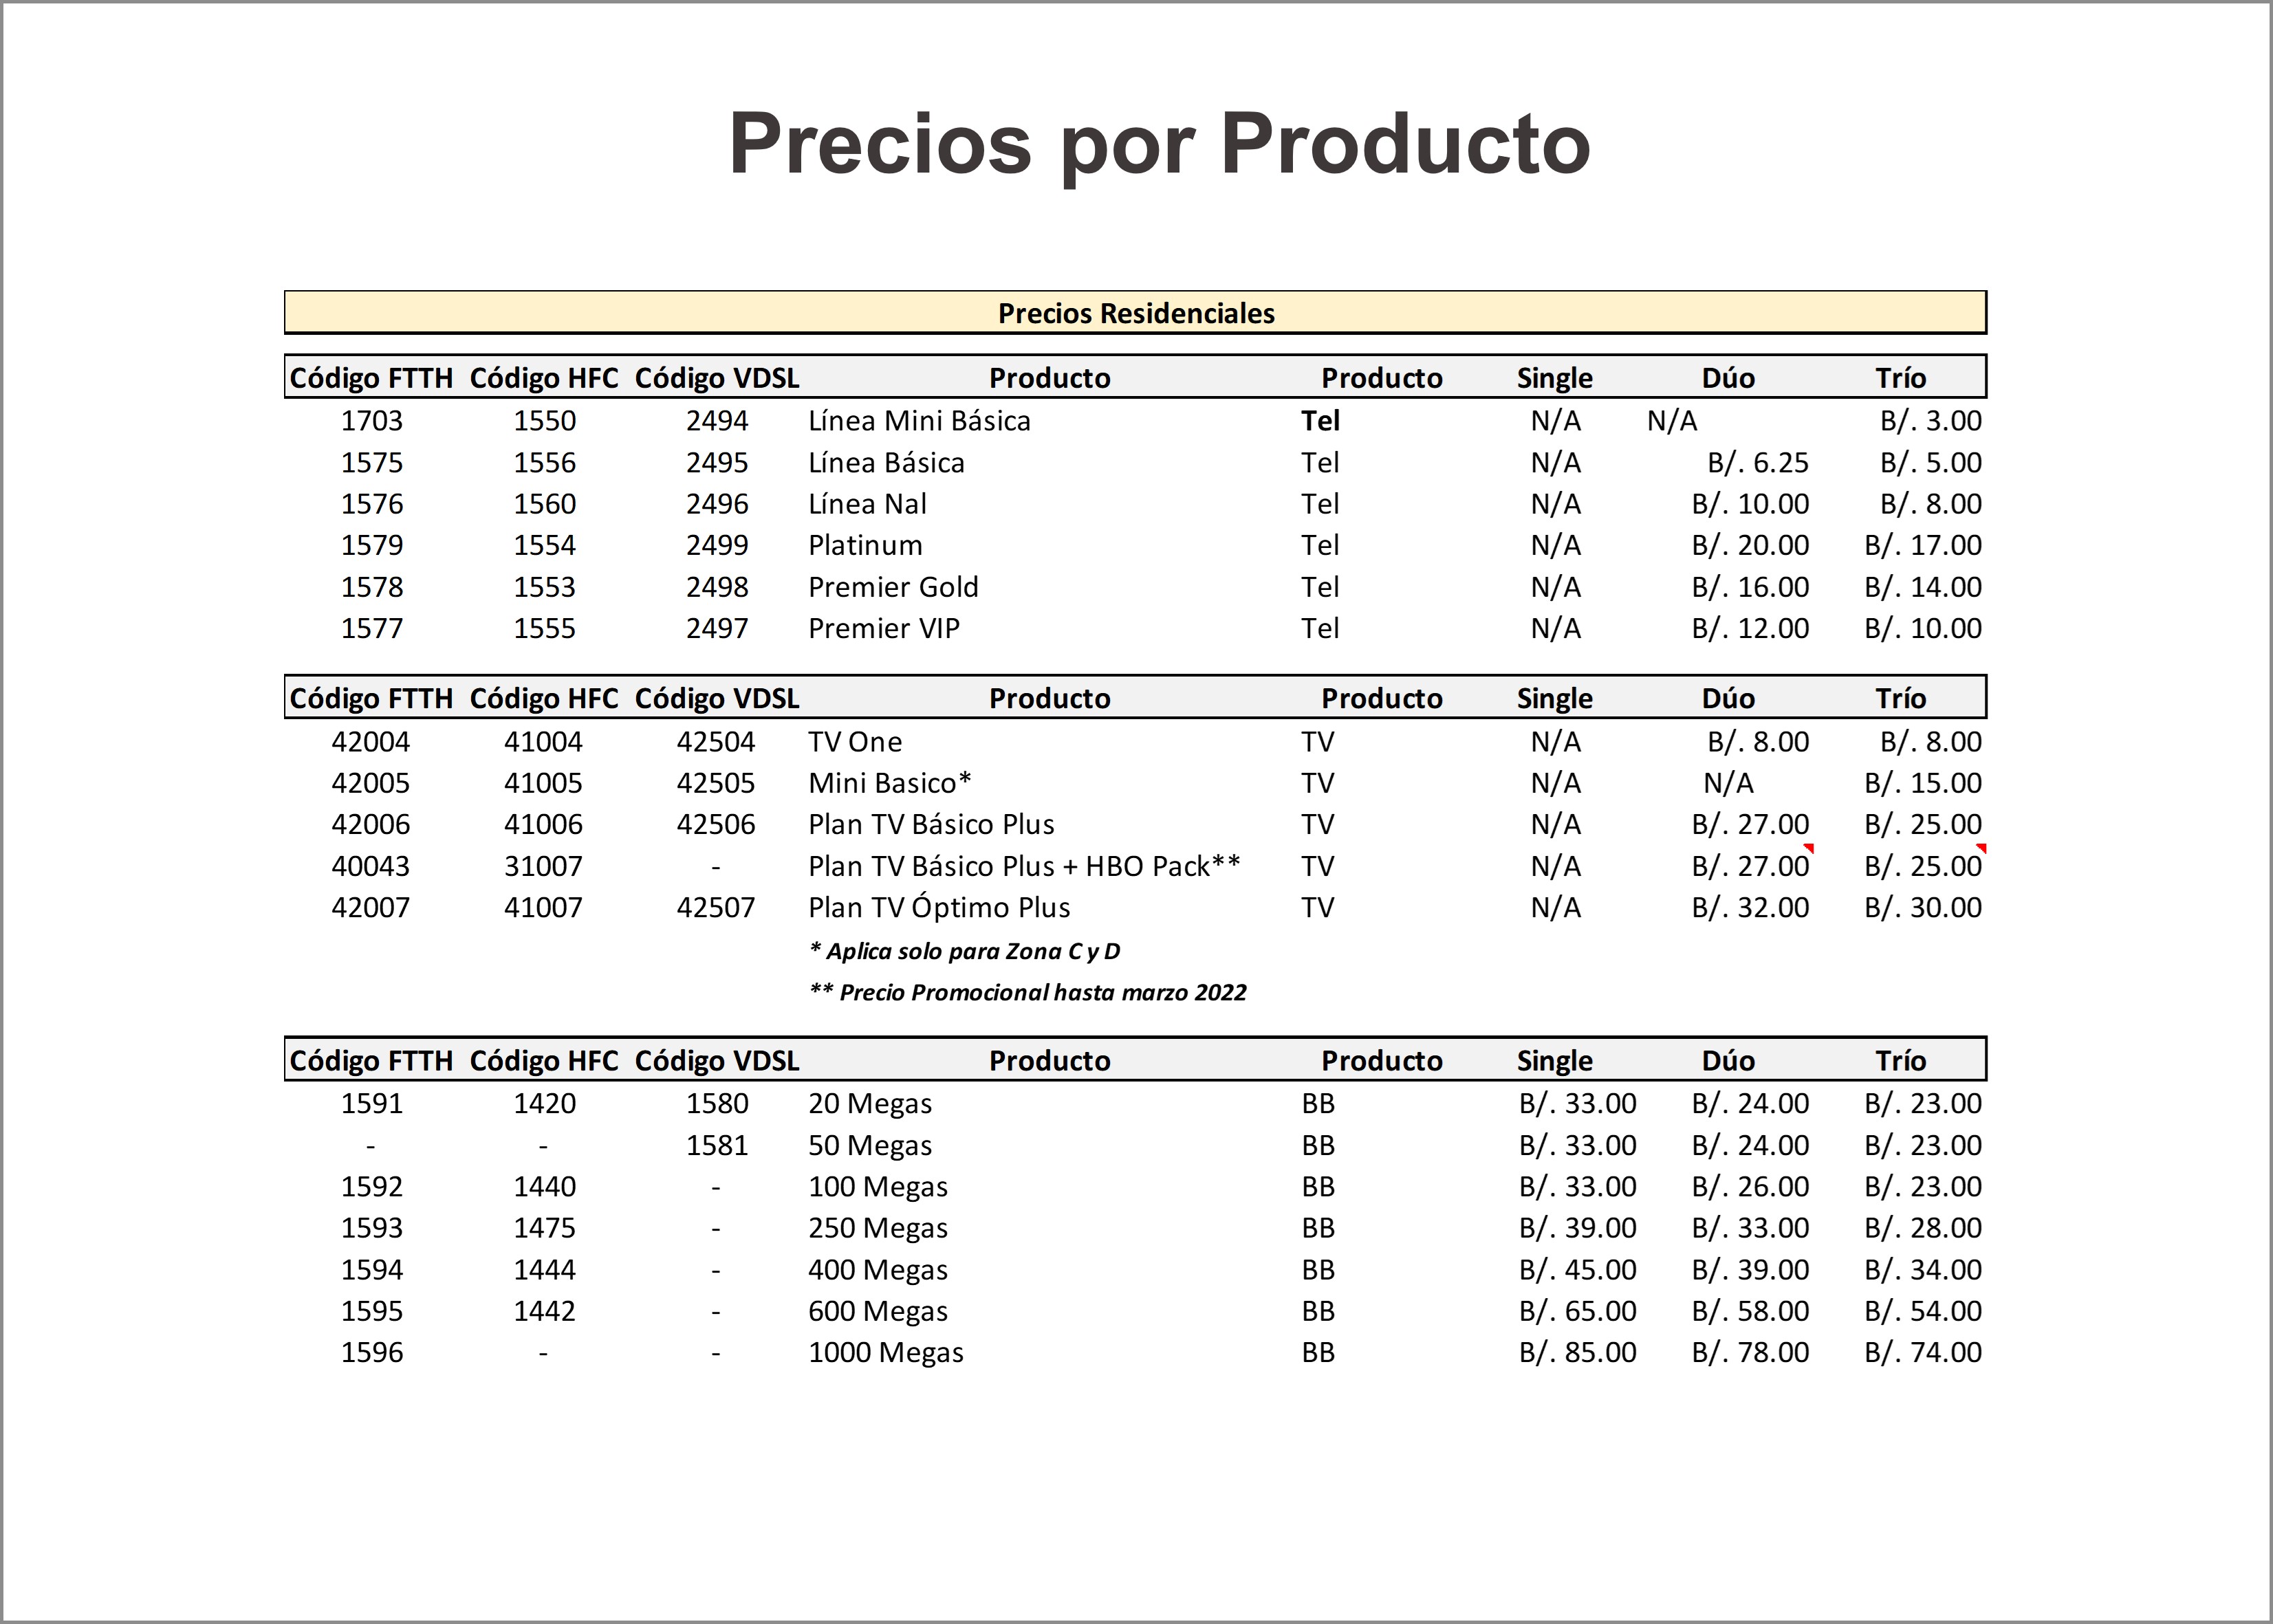 Precios por Producto
Precios Residenciales
Código FTTH Código HFC Código VDSL Producto Producto Single Dúo Trío
1703 1550 2494 Línea Mini Básica Tel N/A N/A B/. 3.00
1575 1556 2495 Línea Básica Tel N/A B/. 6.25 B/. 5.00
1576 1560 2496 Línea Nal Tel N/A B/. 10.00 B/. 8.00
1579 1554 2499 Platinum Tel N/A B/. 20.00 B/. 17.00
1578 1553 2498 Premier Gold Tel N/A B/. 16.00 B/. 14.00
1577 1555 2497 Premier VIP Tel N/A B/. 12.00 B/. 10.00
Código FTTH Código HFC Código VDSL Producto Producto Single Dúo Trío
42004 41004 42504 TV One TV N/A B/. 8.00 B/. 8.00
42005 41005 42505 Mini Basico* TV N/A N/A B/. 15.00
42006 41006 42506 Plan TV Básico Plus TV N/A B/. 27.00 B/. 25.00
40043 31007 - Plan TV Básico Plus + HBO Pack** TV N/A B/. 27.00 B/. 25.00
42007 41007 42507 Plan TV Óptimo Plus TV N/A B/. 32.00 B/. 30.00
* Aplica solo para Zona C y D
** Precio Promocional hasta marzo 2022
Código FTTH Código HFC Código VDSL Producto Producto Single Dúo Trío
1591 1420 1580 20 Megas BB B/. 33.00 B/. 24.00 B/. 23.00
- - 1581 50 Megas BB B/. 33.00 B/. 24.00 B/. 23.00
1592 1440 - 100 Megas BB B/. 33.00 B/. 26.00 B/. 23.00
1593 1475 - 250 Megas BB B/. 39.00 B/. 33.00 B/. 28.00
1594 1444 - 400 Megas BB B/. 45.00 B/. 39.00 B/. 34.00
1595 1442 - 600 Megas BB B/. 65.00 B/. 58.00 B/. 54.00
1596 - - 1000 Megas BB B/. 85.00 B/. 78.00 B/. 74.00